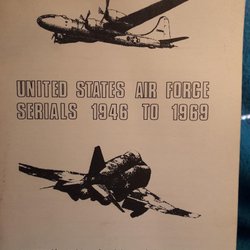 UNITED STATES AIR FORCE
SERIALS 1946 TO 1969